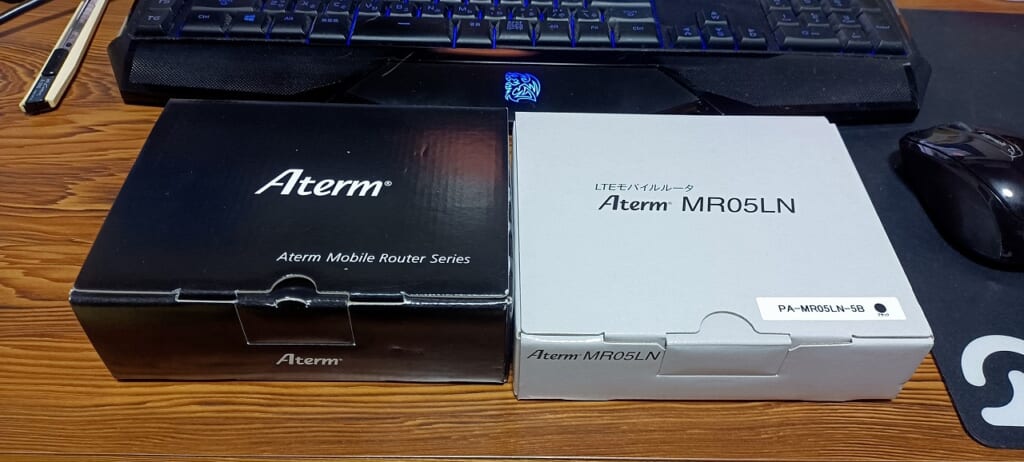 Aterm®
Aterm Mobile Router Series
Aterm
LTEモバイルルータ
Aterm MR05LN
PA-MR05LN-5B
Aterm MR05LN